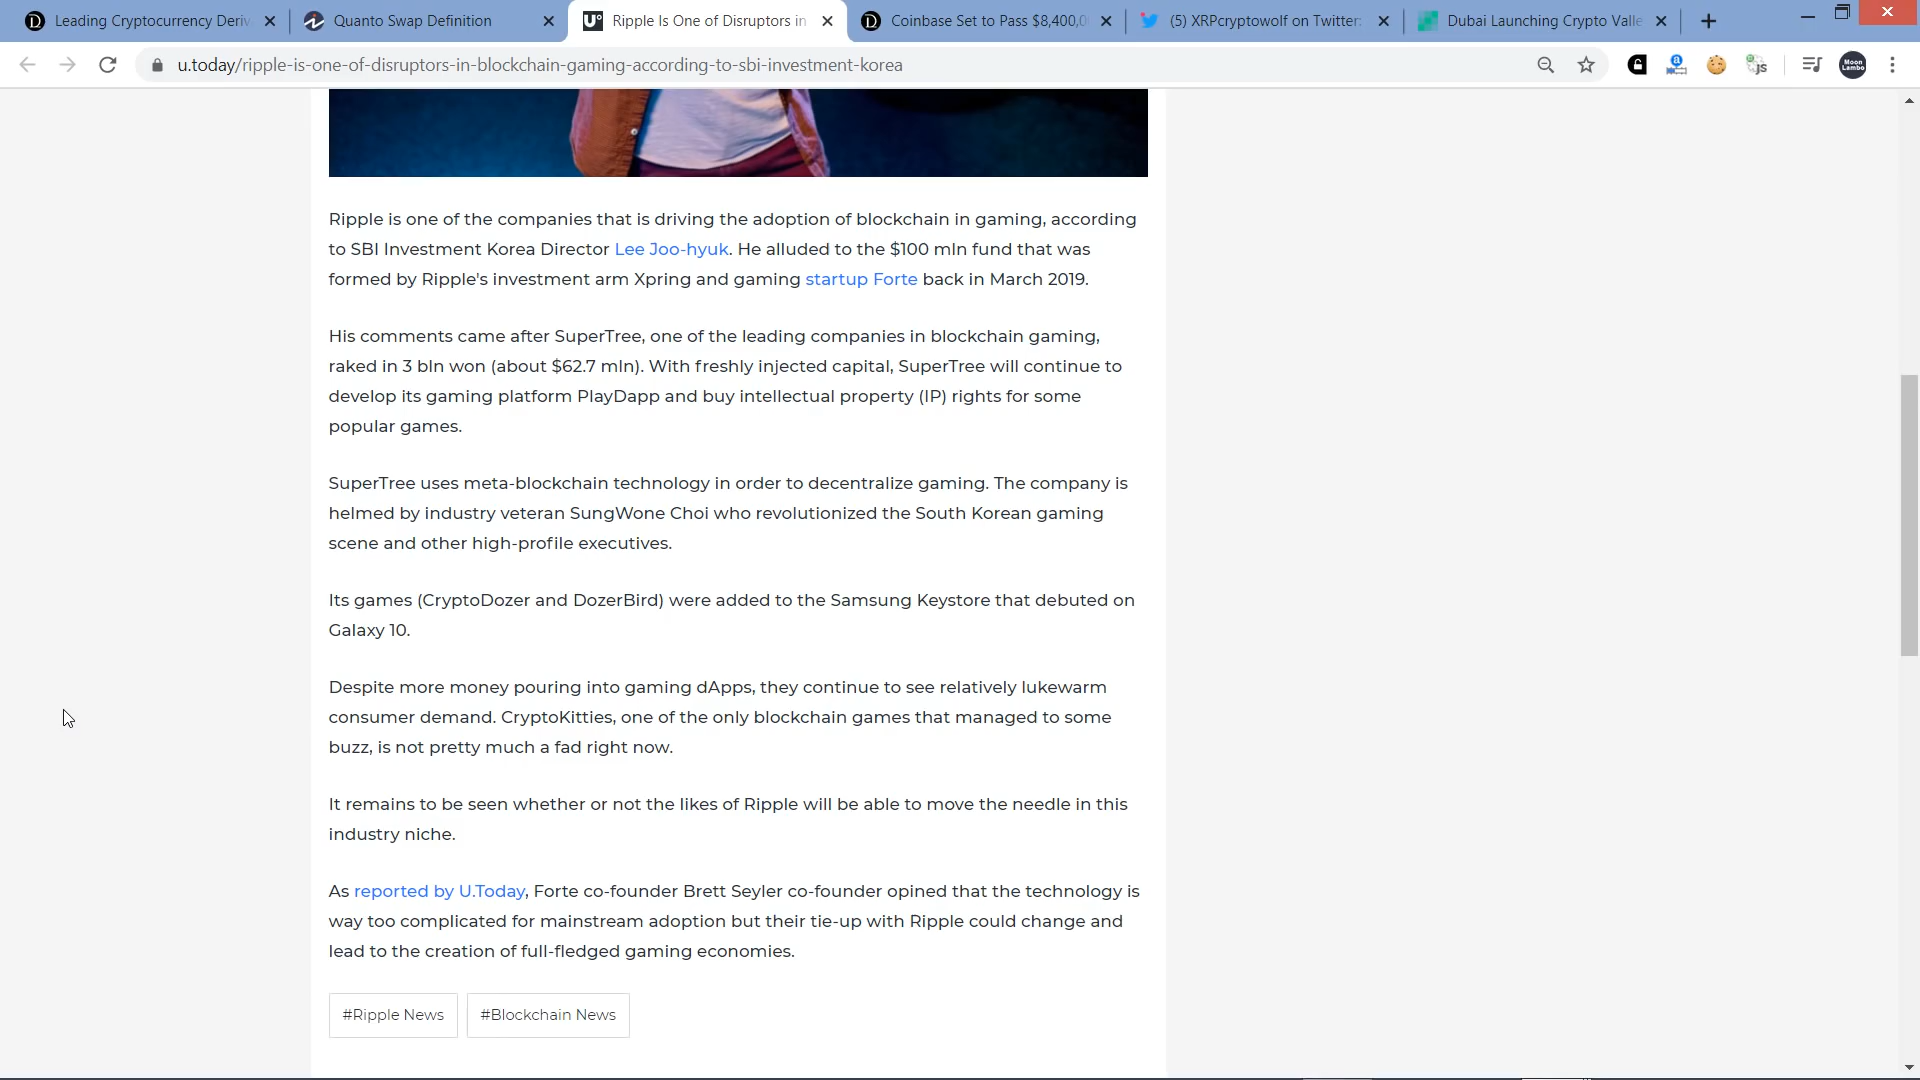 Leading Cryptocurrency Deriv
Quanto Swap Definition
Ripple Is One of Disruptors in
Coinbase Set to Pass $8,400,0
(5) XRPcryptowolf on Twitter:
Dubai Launching Crypto Valle
u.today/ripple-is-one-of-disruptors-in-blockchain-gaming-according-to-sbi-investment-korea
Ripple is one of the companies that is driving the adoption of blockchain in gaming, according
to SBI Investment Korea Director Lee Joo-hyuk. He alluded to the $100 mln fund that was
formed by Ripple's investment arm Xpring and gaming startup Forte back in March 2019.
His comments came after SuperTree, one of the leading companies in blockchain gaming,
raked in 3 bln won (about $62.7 mln). With freshly injected capital, SuperTree will continue to
develop its gaming platform PlayDapp and buy intellectual property (IP) rights for some
popular games.
SuperTree uses meta-blockchain technology in order to decentralize gaming. The company is
helmed by industry veteran SungWone Choi who revolutionized the South Korean gaming
scene and other high-profile executives.
Its games (CryptoDozer and DozerBird) were added to the Samsung Keystore that debuted on
Galaxy 10.
Despite more money pouring into gaming dApps, they continue to see relatively lukewarm
consumer demand. CryptoKitties, one of the only blockchain games that managed to some
buzz, is not pretty much a fad right now.
It remains to be seen whether or not the likes of Ripple will be able to move the needle in this
industry niche.
As reported by U.Today, Forte co-founder Brett Seyler co-founder opined that the technology is
way too complicated for mainstream adoption but their tie-up with Ripple could change and
lead to the creation of full-fledged gaming economies.
#Ripple News
#Blockchain News